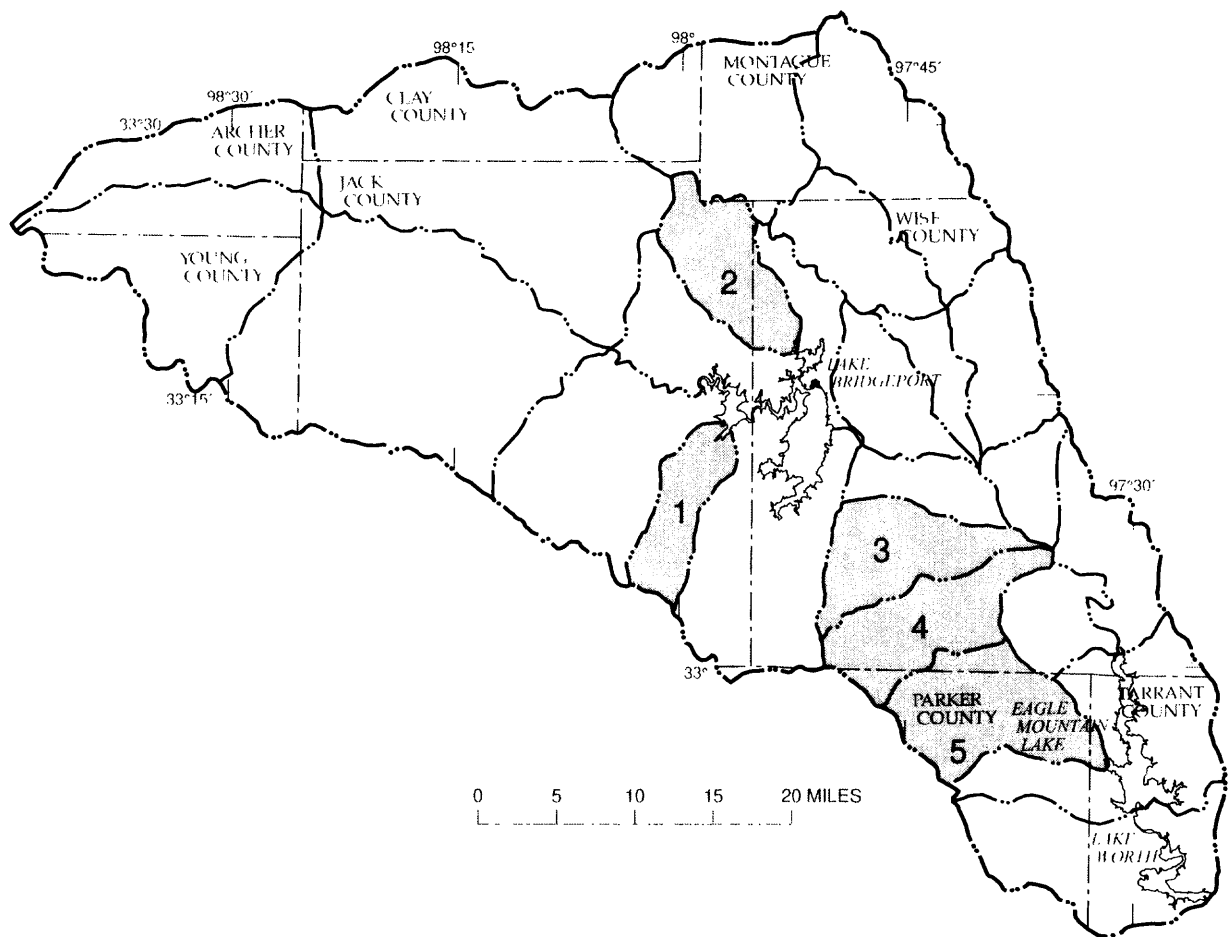 98°15'
98°
MONTAGUE
COUNTY
97°45'
98°30'
CLAY
COUNTY
33°30'
ARCHER
COUNTY
JACK
COUNTY
WISE
COUNTY
YOUNG
COUNTY
2
LAKE
BRIDGEPORT
33°15'
97°30'
1
3
4
33°
PARKER
COUNTY
EAGLE
MOUNTAIN
LAKE
TARRANT
COUNTY
5
0 5 10 15 20 MILES
LAKE
WORTH